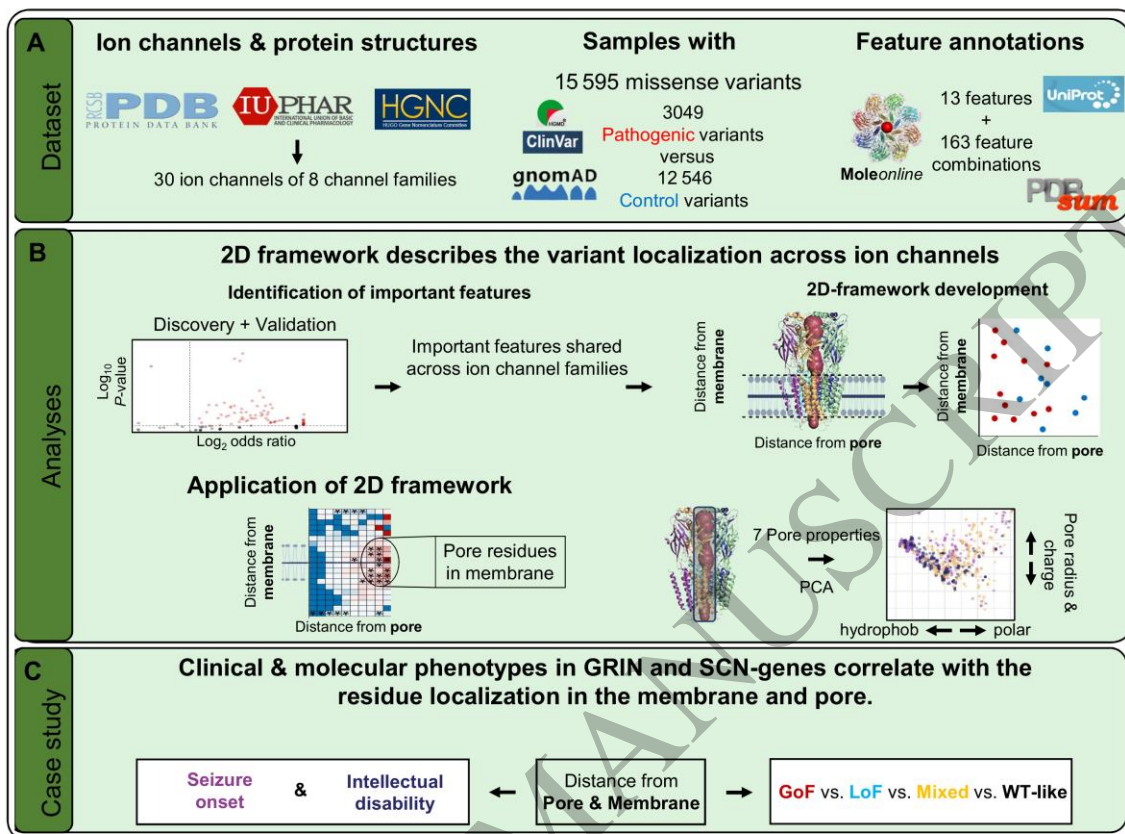 A
Dataset
Ion channels & protein structures
RCSB
PDB
PROTEIN DATA BANK
IUPHAR
INTERNATIONAL UNION OF BASIC
AND CLINICAL PHARMACOLOGY
HGNC
HUGO Gene Nomenclature Committee
30 ion channels of 8 channel families
Samples with
15 595 missense variants
HGMD
ClinVar
gnomAD
3049
Pathogenic variants
versus
12 546
Control variants
Feature annotations
Moleonline
13 features
+
163 feature
combinations
UniProt
PDB
sum
B
Analyses
2D framework describes the variant localization across ion channels
Identification of important features
Discovery + Validation
Log10
P-value
Log2 odds ratio
Important features shared
across ion channel families
2D-framework development
Distance from
membrane
Distance from pore
Distance from
membrane
Distance from pore
Application of 2D framework
Distance from
membrane
Distance from pore
Pore residues
in membrane
7 Pore properties
PCA
Pore radius &
charge
hydrophob
polar
C
Case study
Clinical & molecular phenotypes in GRIN and SCN-genes correlate with the
residue localization in the membrane and pore.
Seizure
onset
&
Intellectual
disability
Distance from
Pore & Membrane
GoF vs. LoF vs. Mixed vs. WT-like
MANUSCRIPT